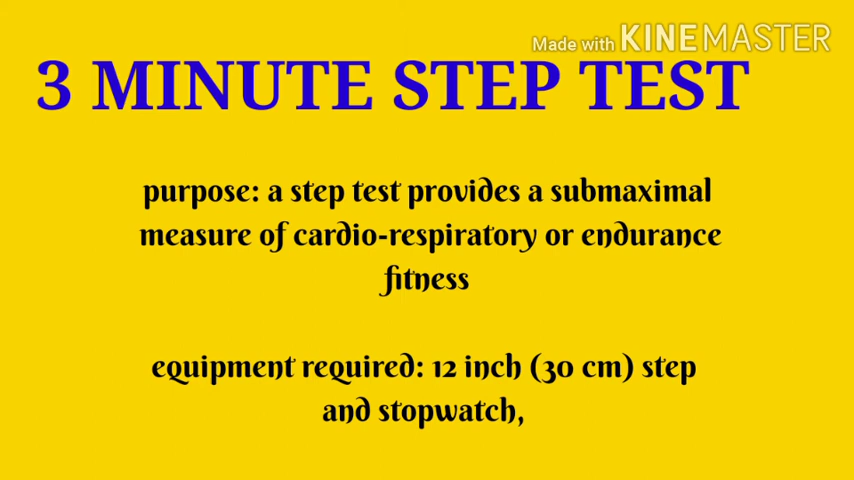 Made with KINEMASTER
3 MINUTE STEP TEST
purpose: a step test provides a submaximal
measure of cardio-respiratory or endurance
fitness
equipment required: 12 inch (30 cm) step
and stopwatch,